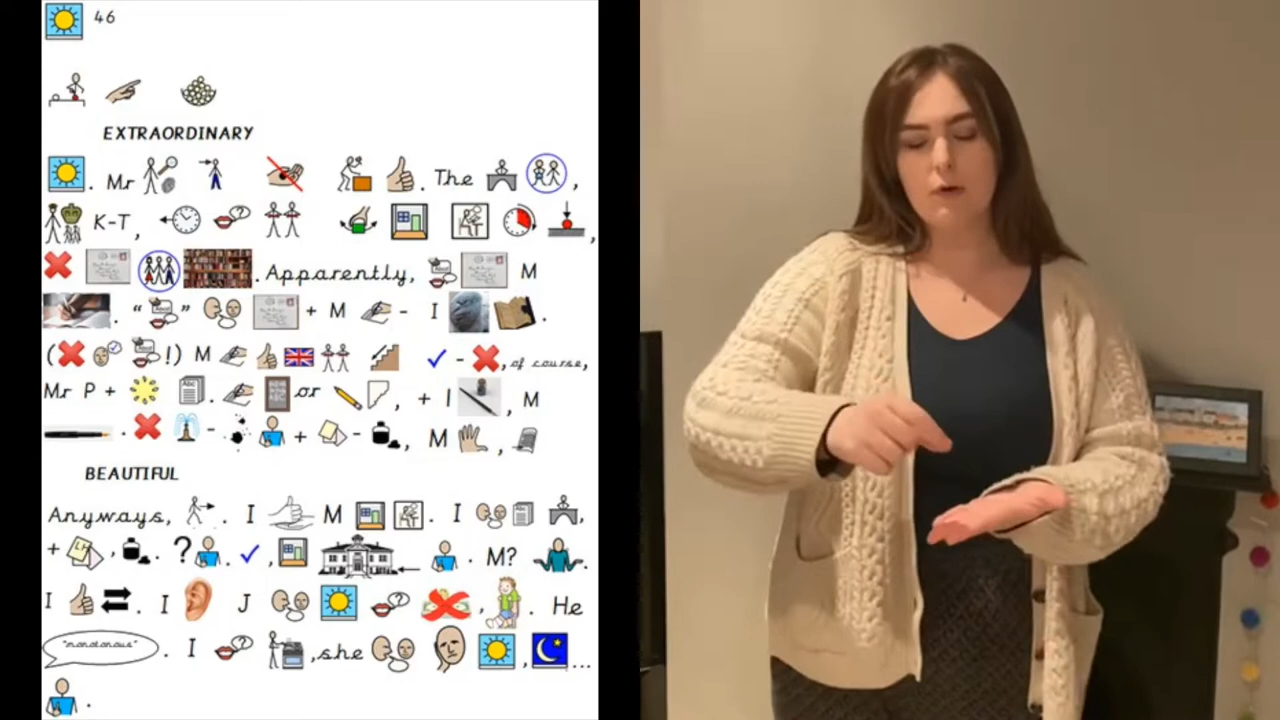 46
EXTRAORDINARY
. Mr . The ,
K-T, ,
. Apparently, M
. " " + M - I .
( !) M - , of course,
Mr P + . or , + I , M
. - + - , M ,
BEAUTIFUL
Anyways, . I M . I ,
+ , . ? , . M? .
I . I J , . He
"monotonous" . I , she , ...
.